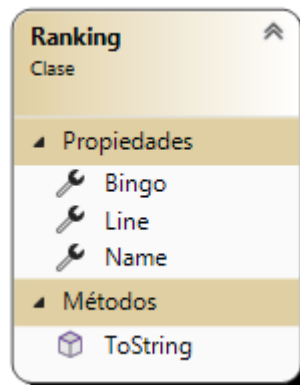 Ranking
Clase
Propiedades
Bingo
Line
Name
Métodos
ToString